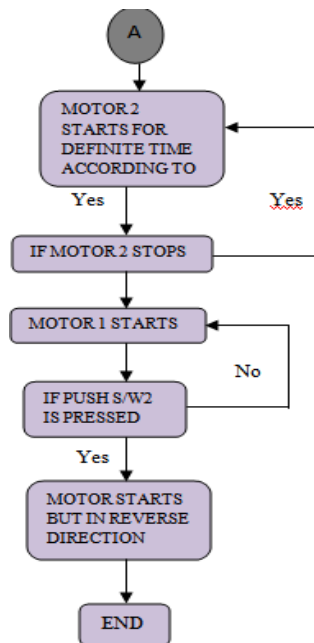 A
MOTOR 2
STARTS FOR
DEFINITE TIME
ACCORDING TO
Yes
Yes
IF MOTOR 2 STOPS
MOTOR 1 STARTS
No
IF PUSH S/W2
IS PRESSED
Yes
MOTOR STARTS
BUT IN REVERSE
DIRECTION
END